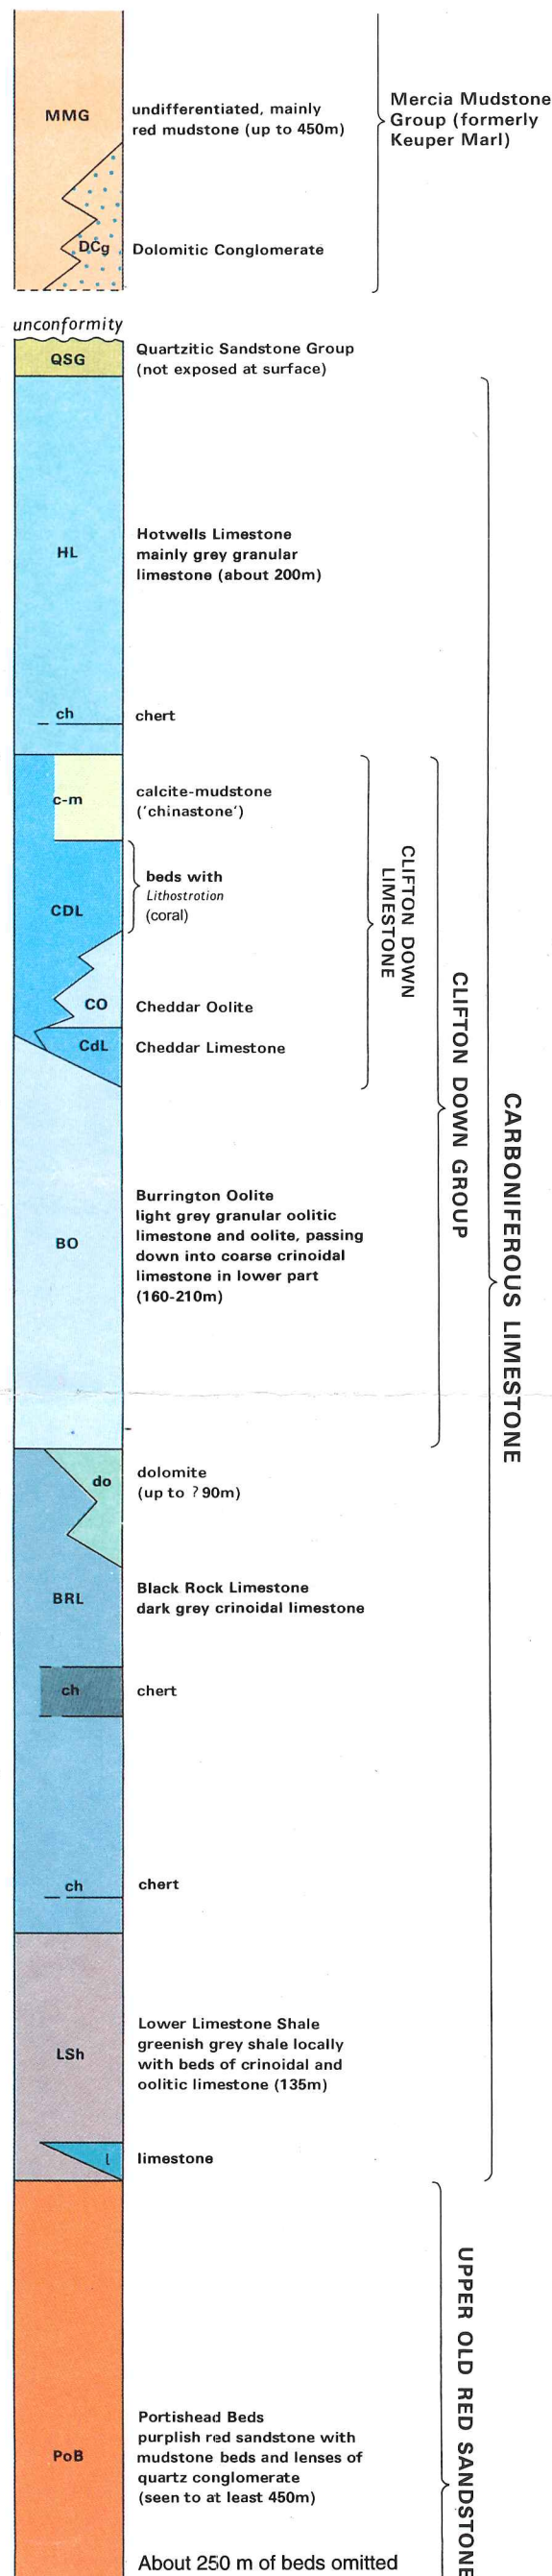 MMG
undifferentiated, mainly
red mudstone (up to 450m)
Mercia Mudstone
Group (formerly
Keuper Marl)
DCg
Dolomitic Conglomerate
unconformity
QSG
Quartzitic Sandstone Group
(not exposed at surface)
HL
Hotwells Limestone
mainly grey granular
limestone (about 200m)
ch
chert
c-m
calcite-mudstone
('chinastone')
CDL
beds with
Lithostrotion
(coral)
CLIFTON DOWN
LIMESTONE
CO
Cheddar Oolite
CdL
Cheddar Limestone
CLIFTON DOWN GROUP
CARBONIFEROUS LIMESTONE
BO
Burrington Oolite
light grey granular oolitic
limestone and oolite, passing
down into coarse crinoidal
limestone in lower part
(160-210m)
do
dolomite
(up to ?90m)
BRL
Black Rock Limestone
dark grey crinoidal limestone
ch
chert
ch
chert
LSh
Lower Limestone Shale
greenish grey shale locally
with beds of crinoidal and
oolitic limestone (135m)
l
limestone
UPPER OLD RED SANDSTONE
PoB
Portishead Beds
purplish red sandstone with
mudstone beds and lenses of
quartz conglomerate
(seen to at least 450m)
About 250 m of beds omitted